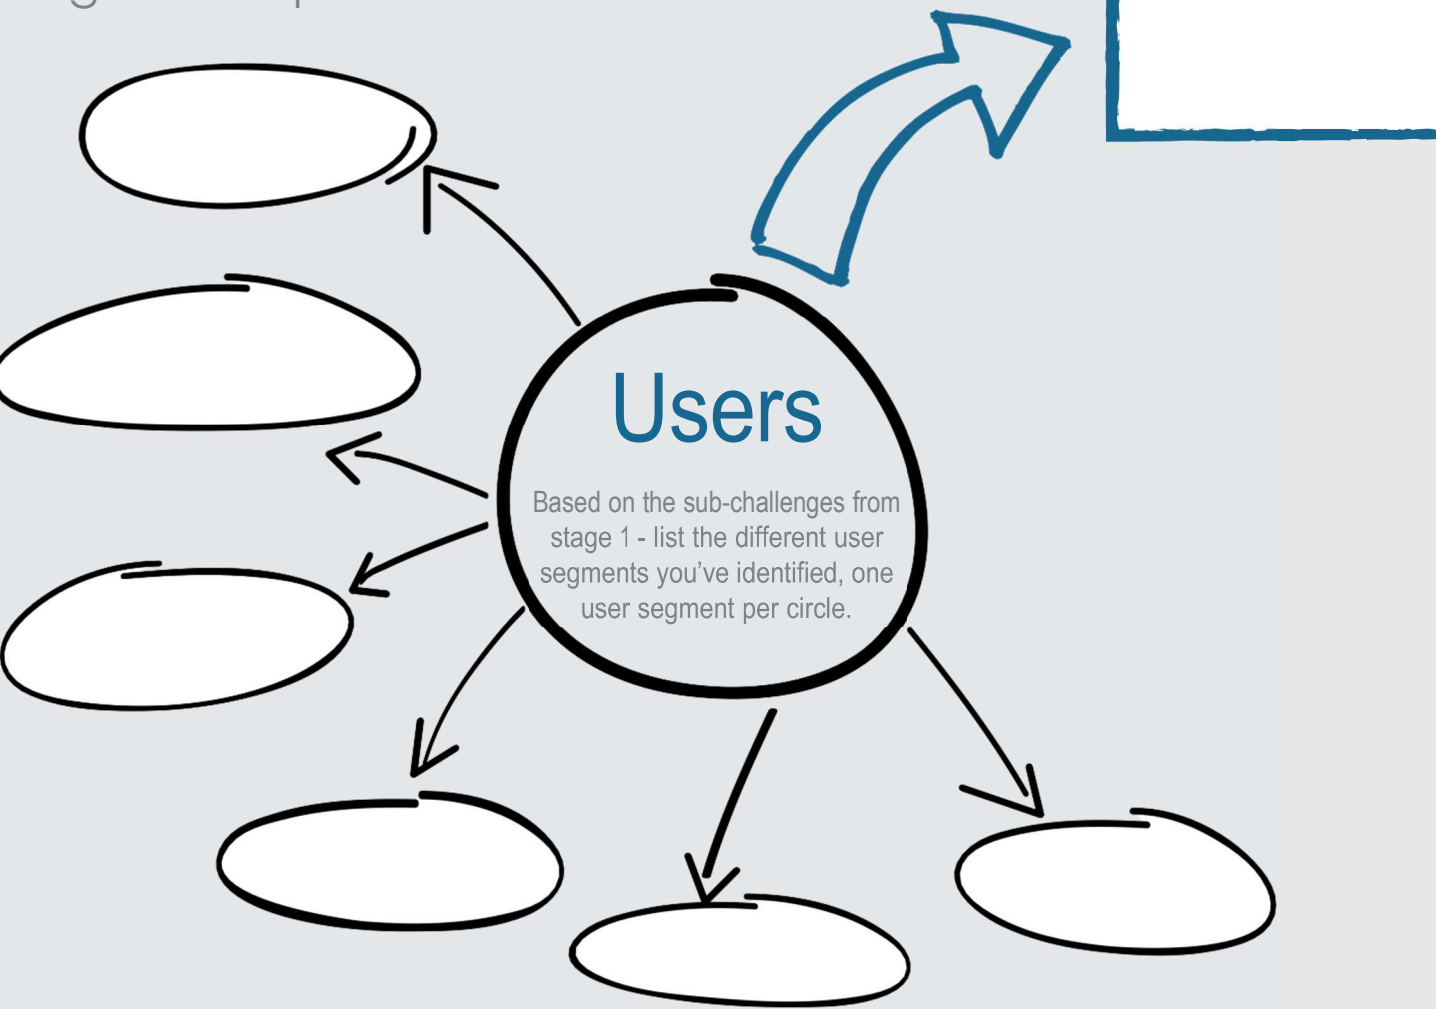 Users
Based on the sub-challenges from
stage 1 - list the different user
segments you've identified, one
user segment per circle.